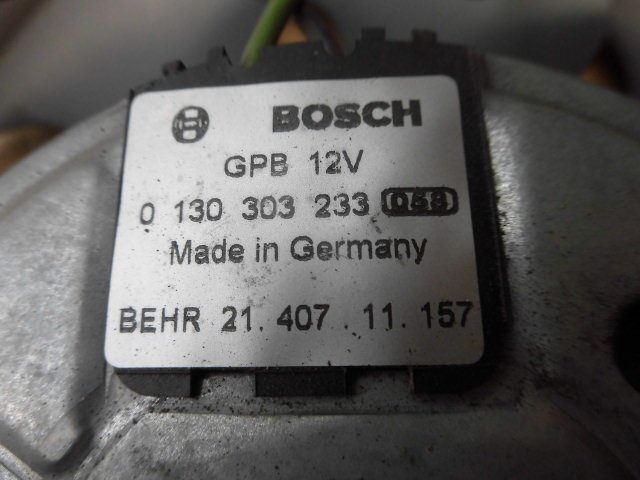 BOSCH
GPB 12V
0 130 303 233 058
Made in Germany
BEHR 21. 407 . 11. 157